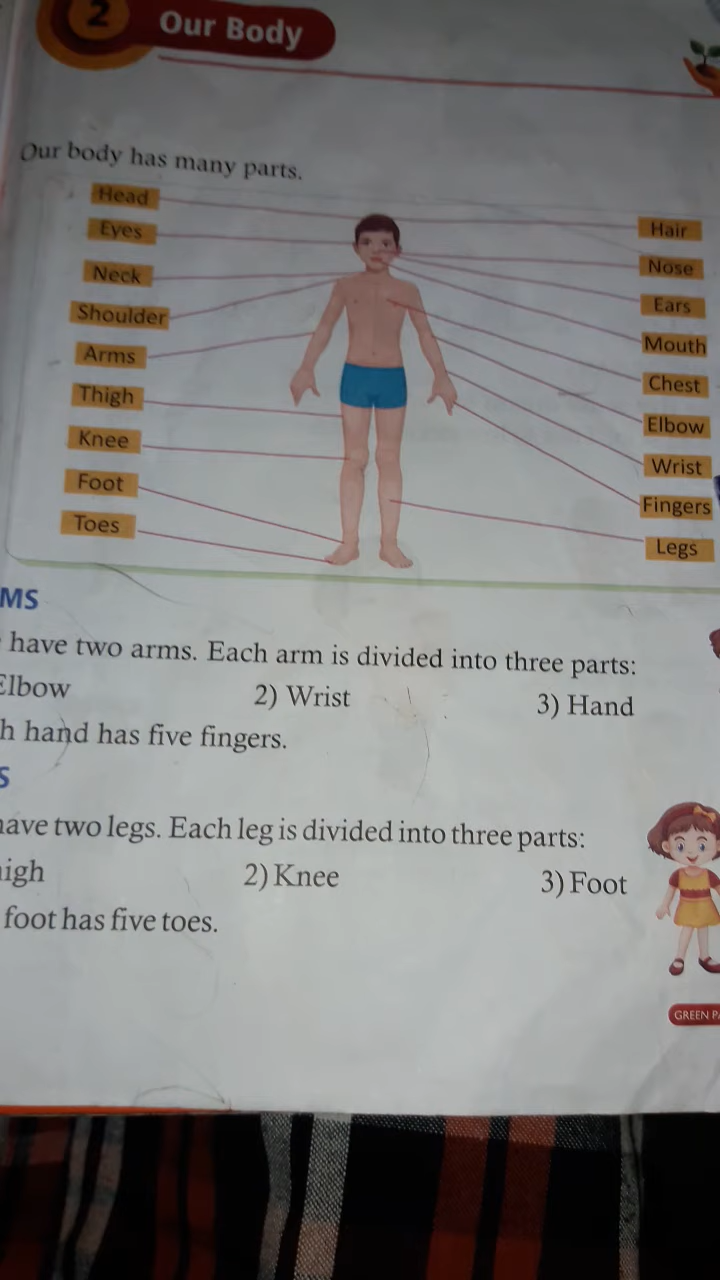 2 Our Body
Our body has many parts.
Head
Eyes
Neck
Shoulder
Arms
Thigh
Knee
Foot
Toes
Hair
Nose
Ears
Mouth
Chest
Elbow
Wrist
Fingers
Legs
MS
have two arms. Each arm is divided into three parts:
Elbow 2) Wrist 3) Hand
h hand has five fingers.
S
have two legs. Each leg is divided into three parts:
igh 2) Knee 3) Foot
foot has five toes.
GREEN